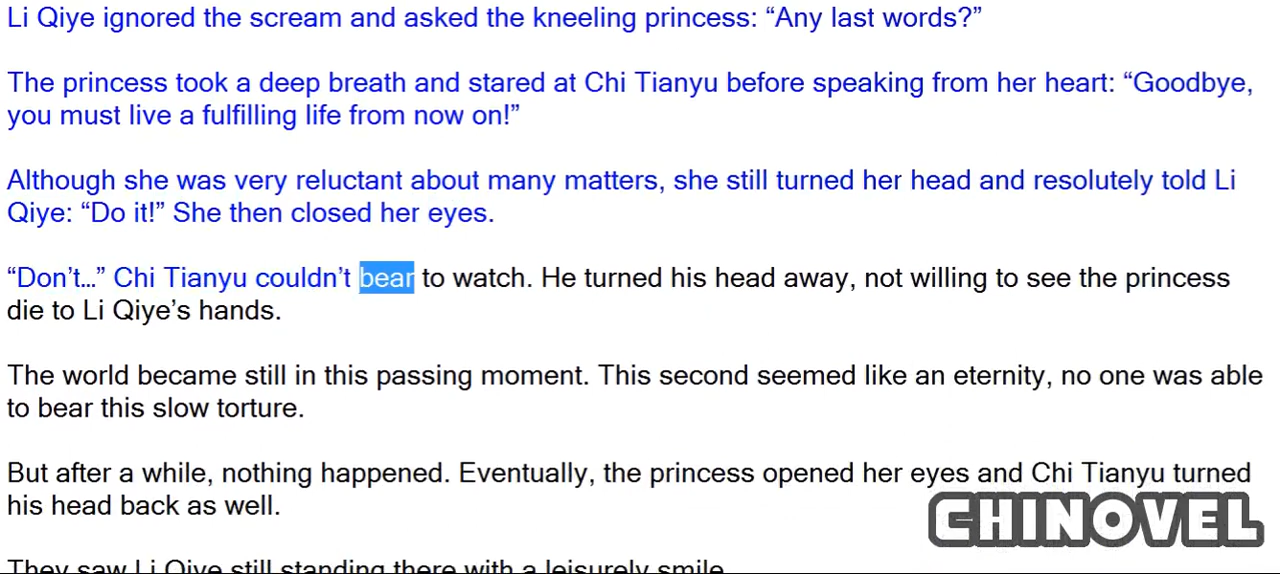 Li Qiye ignored the scream and asked the kneeling princess: “Any last words?”
The princess took a deep breath and stared at Chi Tianyu before speaking from her heart: “Goodbye,
you must live a fulfilling life from now on!”
Although she was very reluctant about many matters, she still turned her head and resolutely told Li
Qiye: “Do it!” She then closed her eyes.
“Don’t…” Chi Tianyu couldn’t bear to watch. He turned his head away, not willing to see the princess
die to Li Qiye’s hands.
The world became still in this passing moment. This second seemed like an eternity, no one was able
to bear this slow torture.
But after a while, nothing happened. Eventually, the princess opened her eyes and Chi Tianyu turned
his head back as well.
CHINOVEL
They saw Li Qiye still standing there with a leisurely smile.